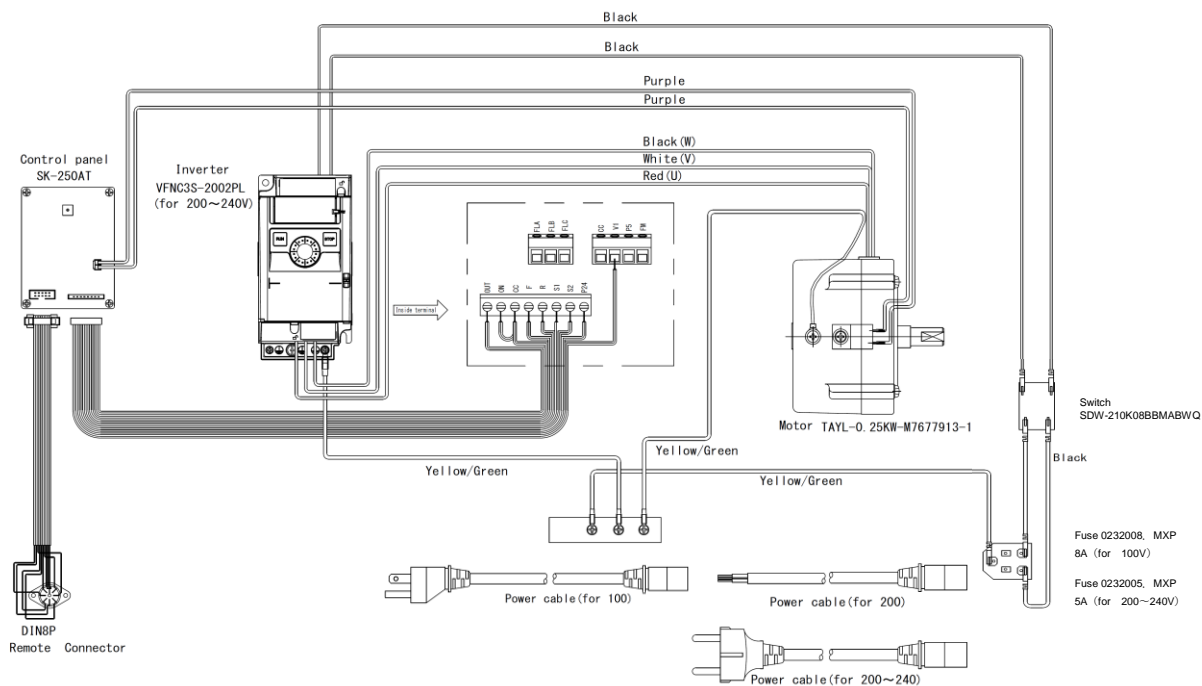 Black
Black
Purple
Purple
Black(W)
White(V)
Red(U)
Control panel
SK-250AT
Inverter
VFNC3S-2002PL
(for 200～240V)
RUN
STOP
Inside terminal
FLA
FLB
FLC
CC
VI
P5
FM
OUT
ON
CC
F
R
S1
S2
P24
Motor TAYL-0.25KW-M7677913-1
Switch
SDW-210K08BBMABWQ
Black
Yellow/Green
Yellow/Green
Yellow/Green
Fuse 0232008, MXP
8A (for 100V)
Fuse 0232005, MXP
5A (for 200～240V)
Power cable(for 100)
Power cable(for 200)
Power cable(for 200～240)
DIN8P
Remote Connector